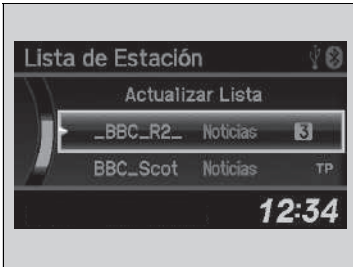 Lista de Estación
Actualizar Lista
_BBC_R2_ Noticias 3
BBC_Scot Noticias TP
12:34